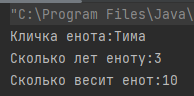 "C:\Program Files\Java\
Кличка енота:Тима
Сколько лет еноту:3
Сколько весит енот:10